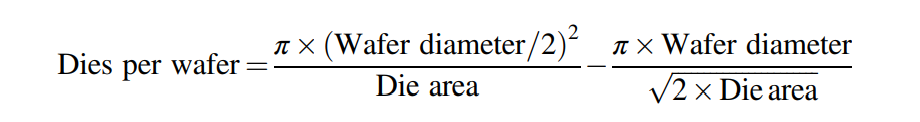 Dies per wafer = π × (Wafer diameter/2)² / Die area − π × Wafer diameter / √2 × Die area